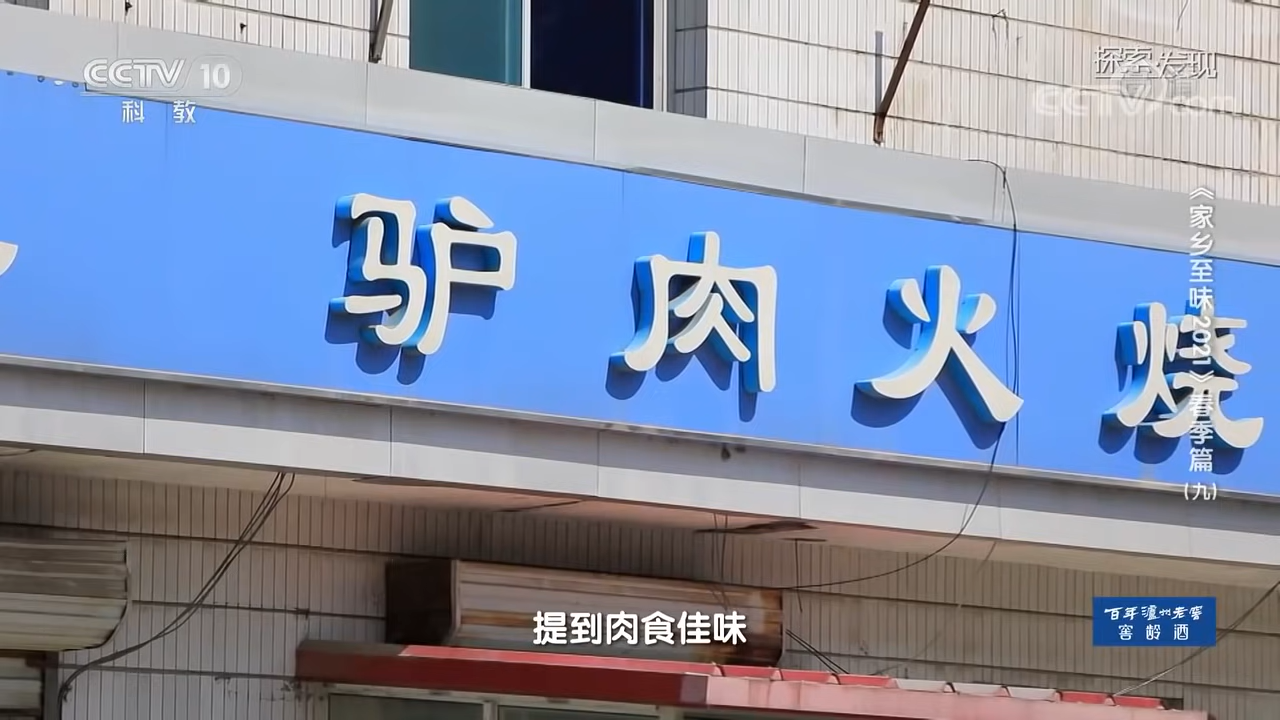 CCTV 10
科教
探索发现
CCTV.com
驴肉火烧
《家乡至味2021》春季篇(九)
提到肉食佳味
百年泸州老窖
窖龄酒